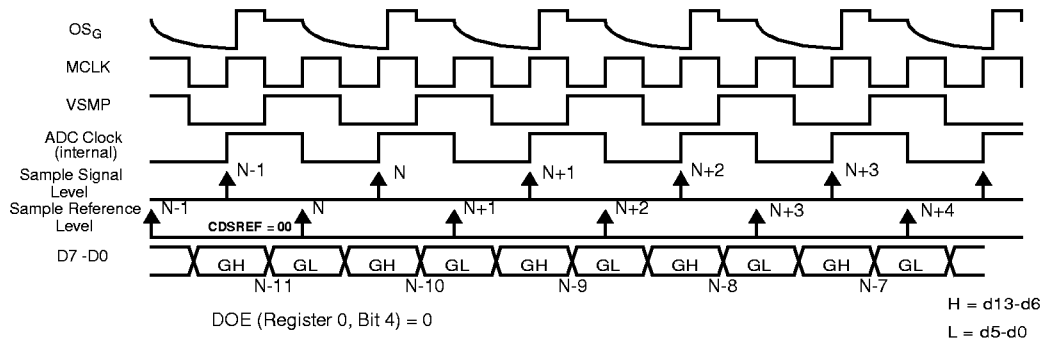 OSG
MCLK
VSMP
ADC Clock
(internal)
N-1 N N+1 N+2 N+3
Sample Signal
Level
Sample Reference
Level
N-1 N N+1 N+2 N+3 N+4
CDSREF = 00
D7 -D0
GH GL GH GL GH GL GH GL GH GL
N-11 N-10 N-9 N-8 N-7
DOE (Register 0, Bit 4) = 0
H = d13-d6
L = d5-d0